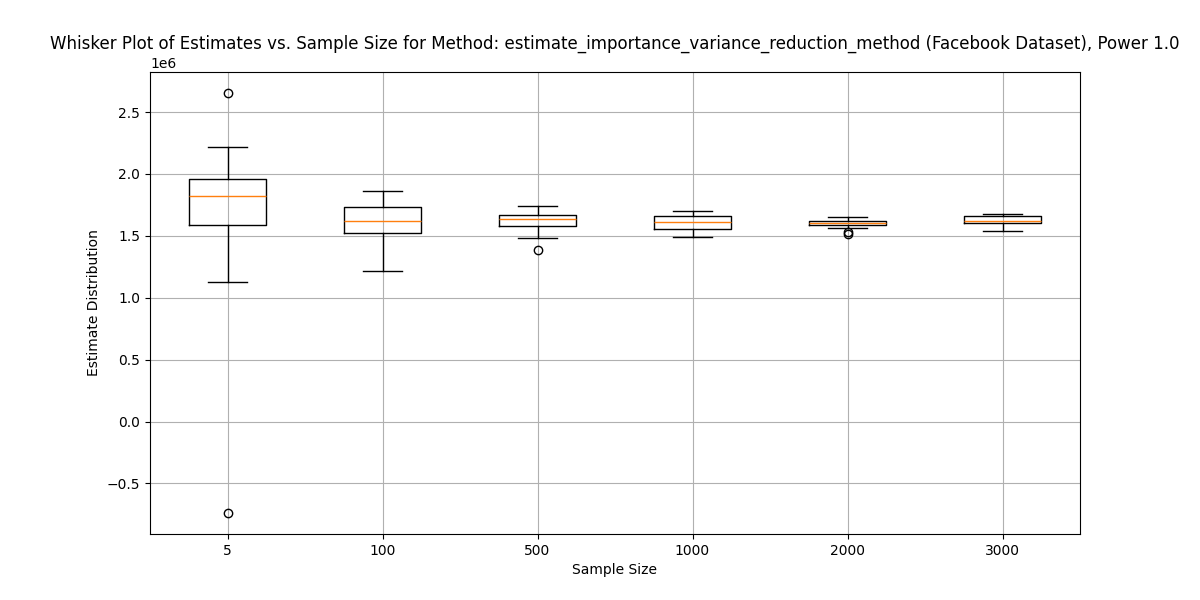 Whisker Plot of Estimates vs. Sample Size for Method: estimate_importance_variance_reduction_method (Facebook Dataset), Power 1.0
1e6
2.5
2.0
1.5
1.0
0.5
0.0
−0.5
Estimate Distribution
5 100 500 1000 2000 3000
Sample Size